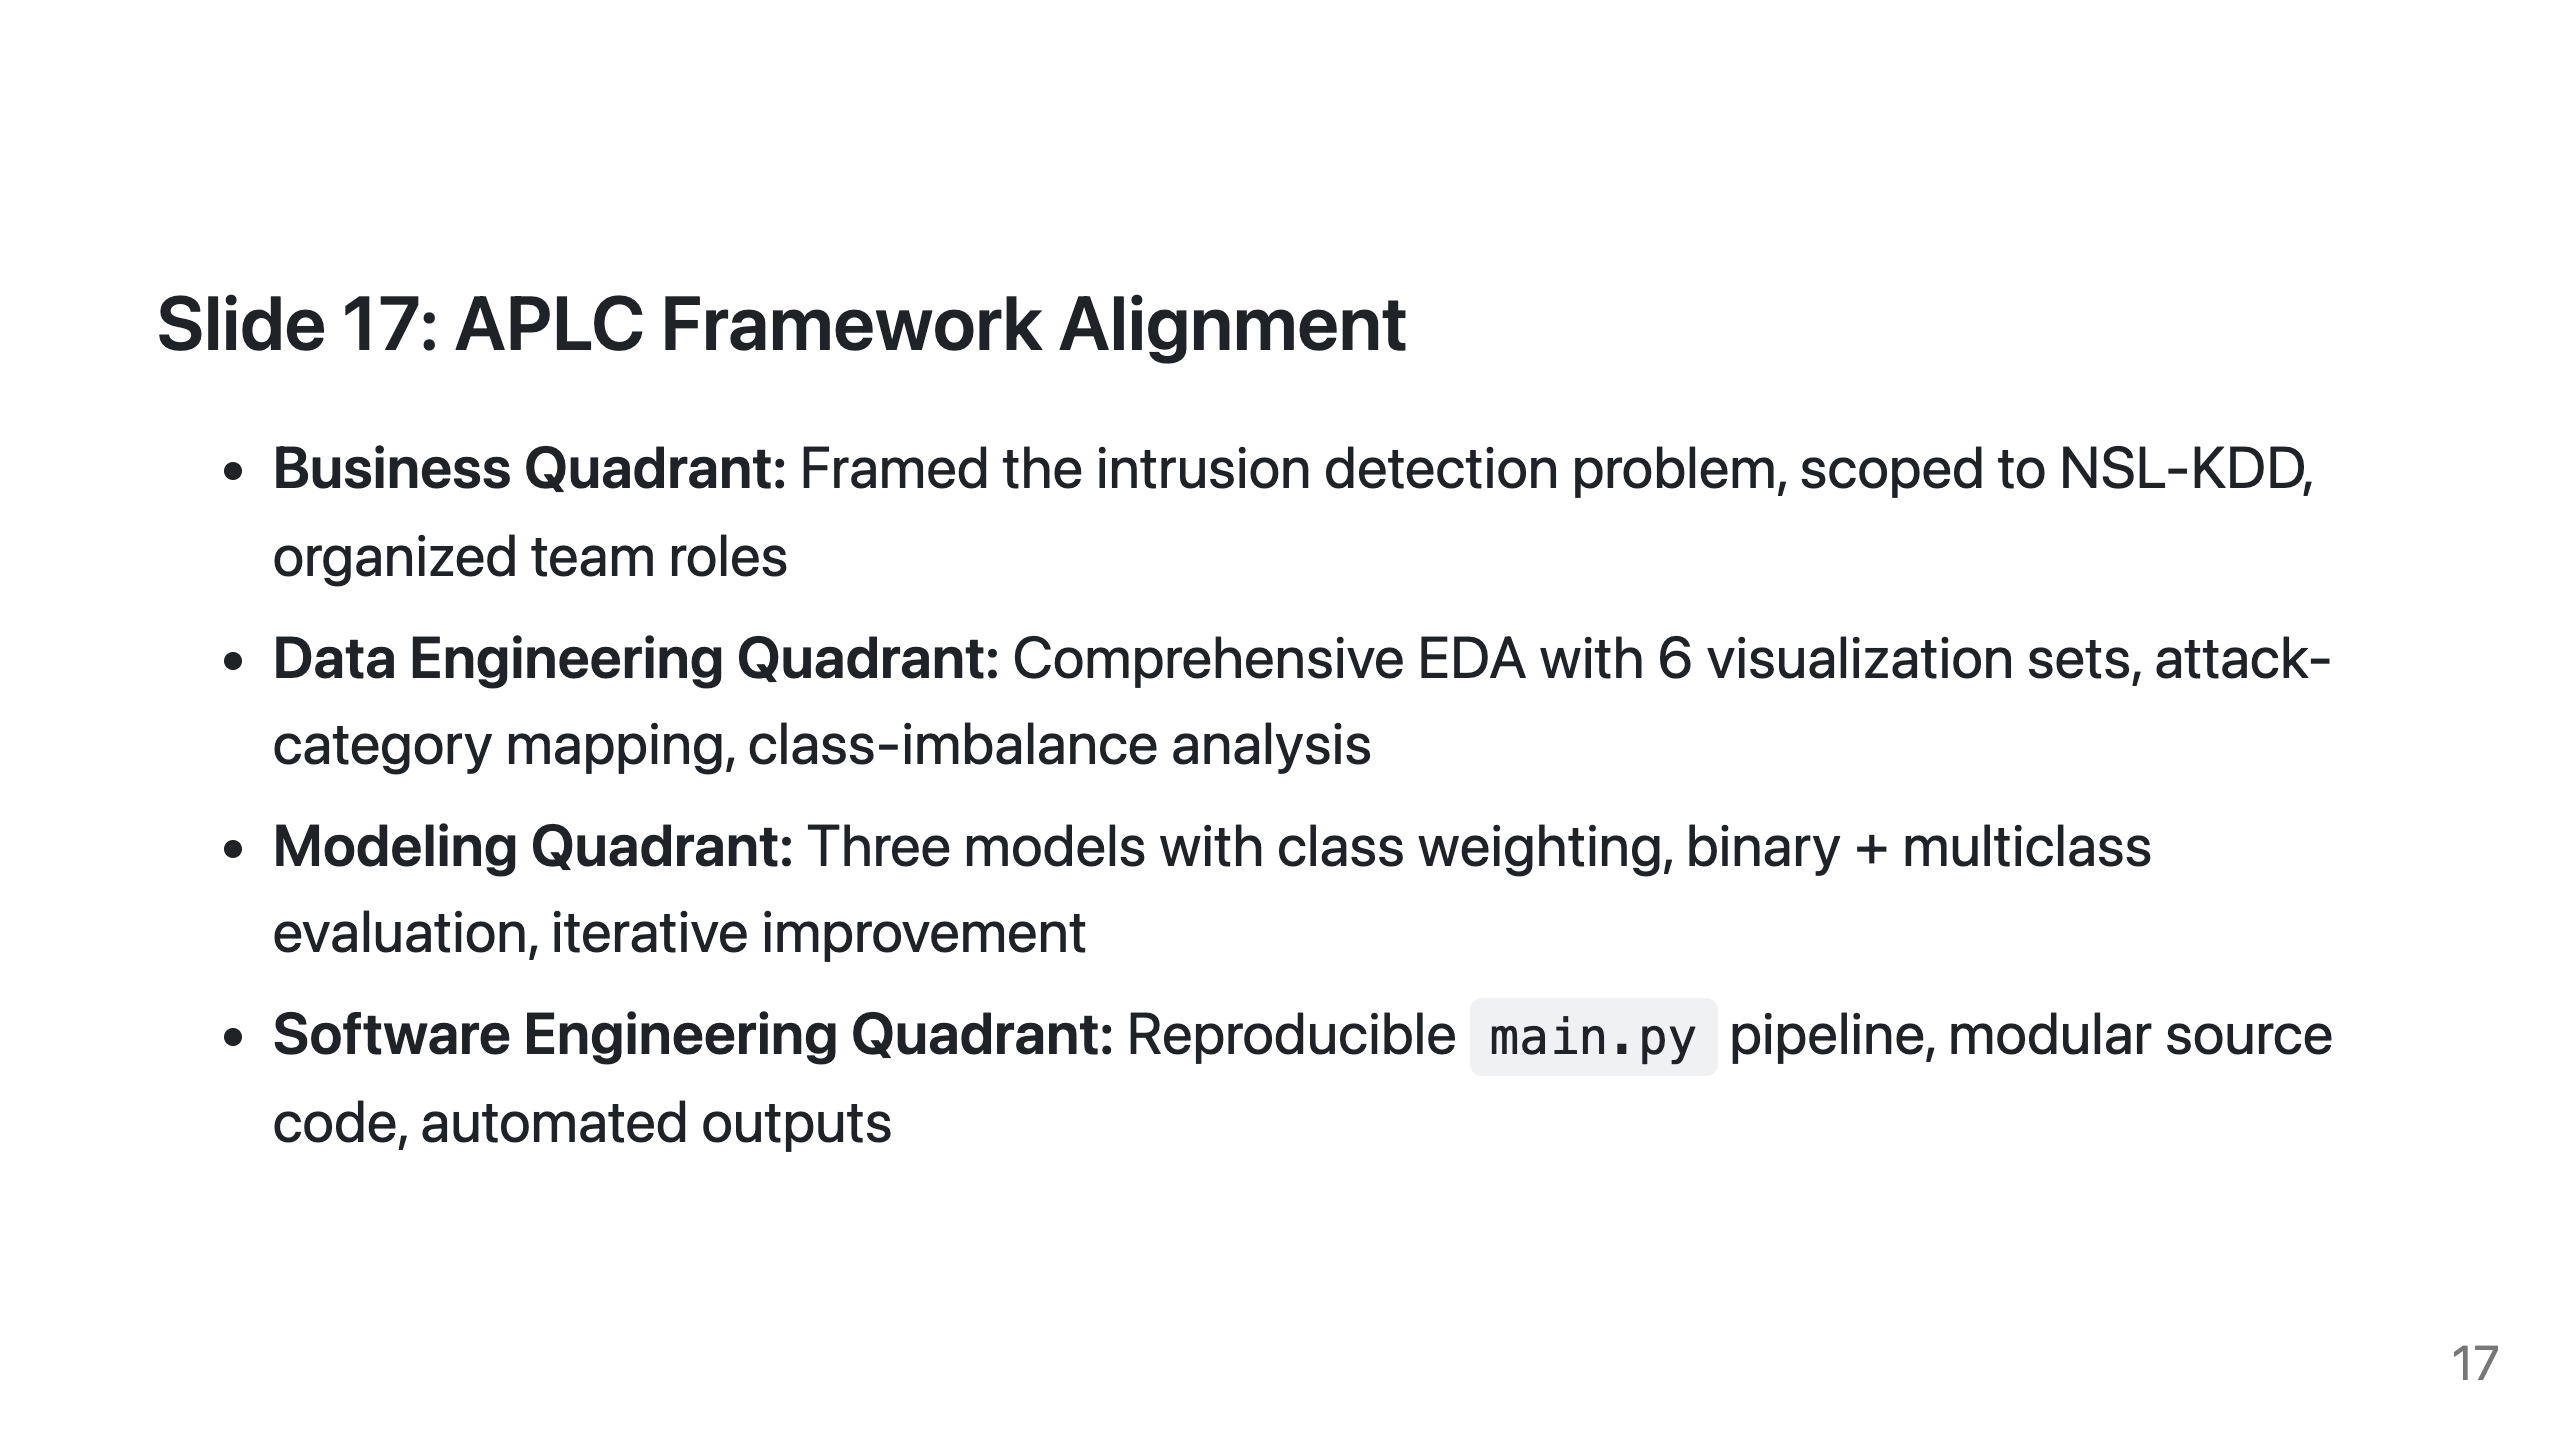 Slide 17: APLC Framework Alignment
• Business Quadrant: Framed the intrusion detection problem, scoped to NSL-KDD,
organized team roles
• Data Engineering Quadrant: Comprehensive EDA with 6 visualization sets, attack-
category mapping, class-imbalance analysis
• Modeling Quadrant: Three models with class weighting, binary + multiclass
evaluation, iterative improvement
• Software Engineering Quadrant: Reproducible main.py pipeline, modular source
code, automated outputs
17